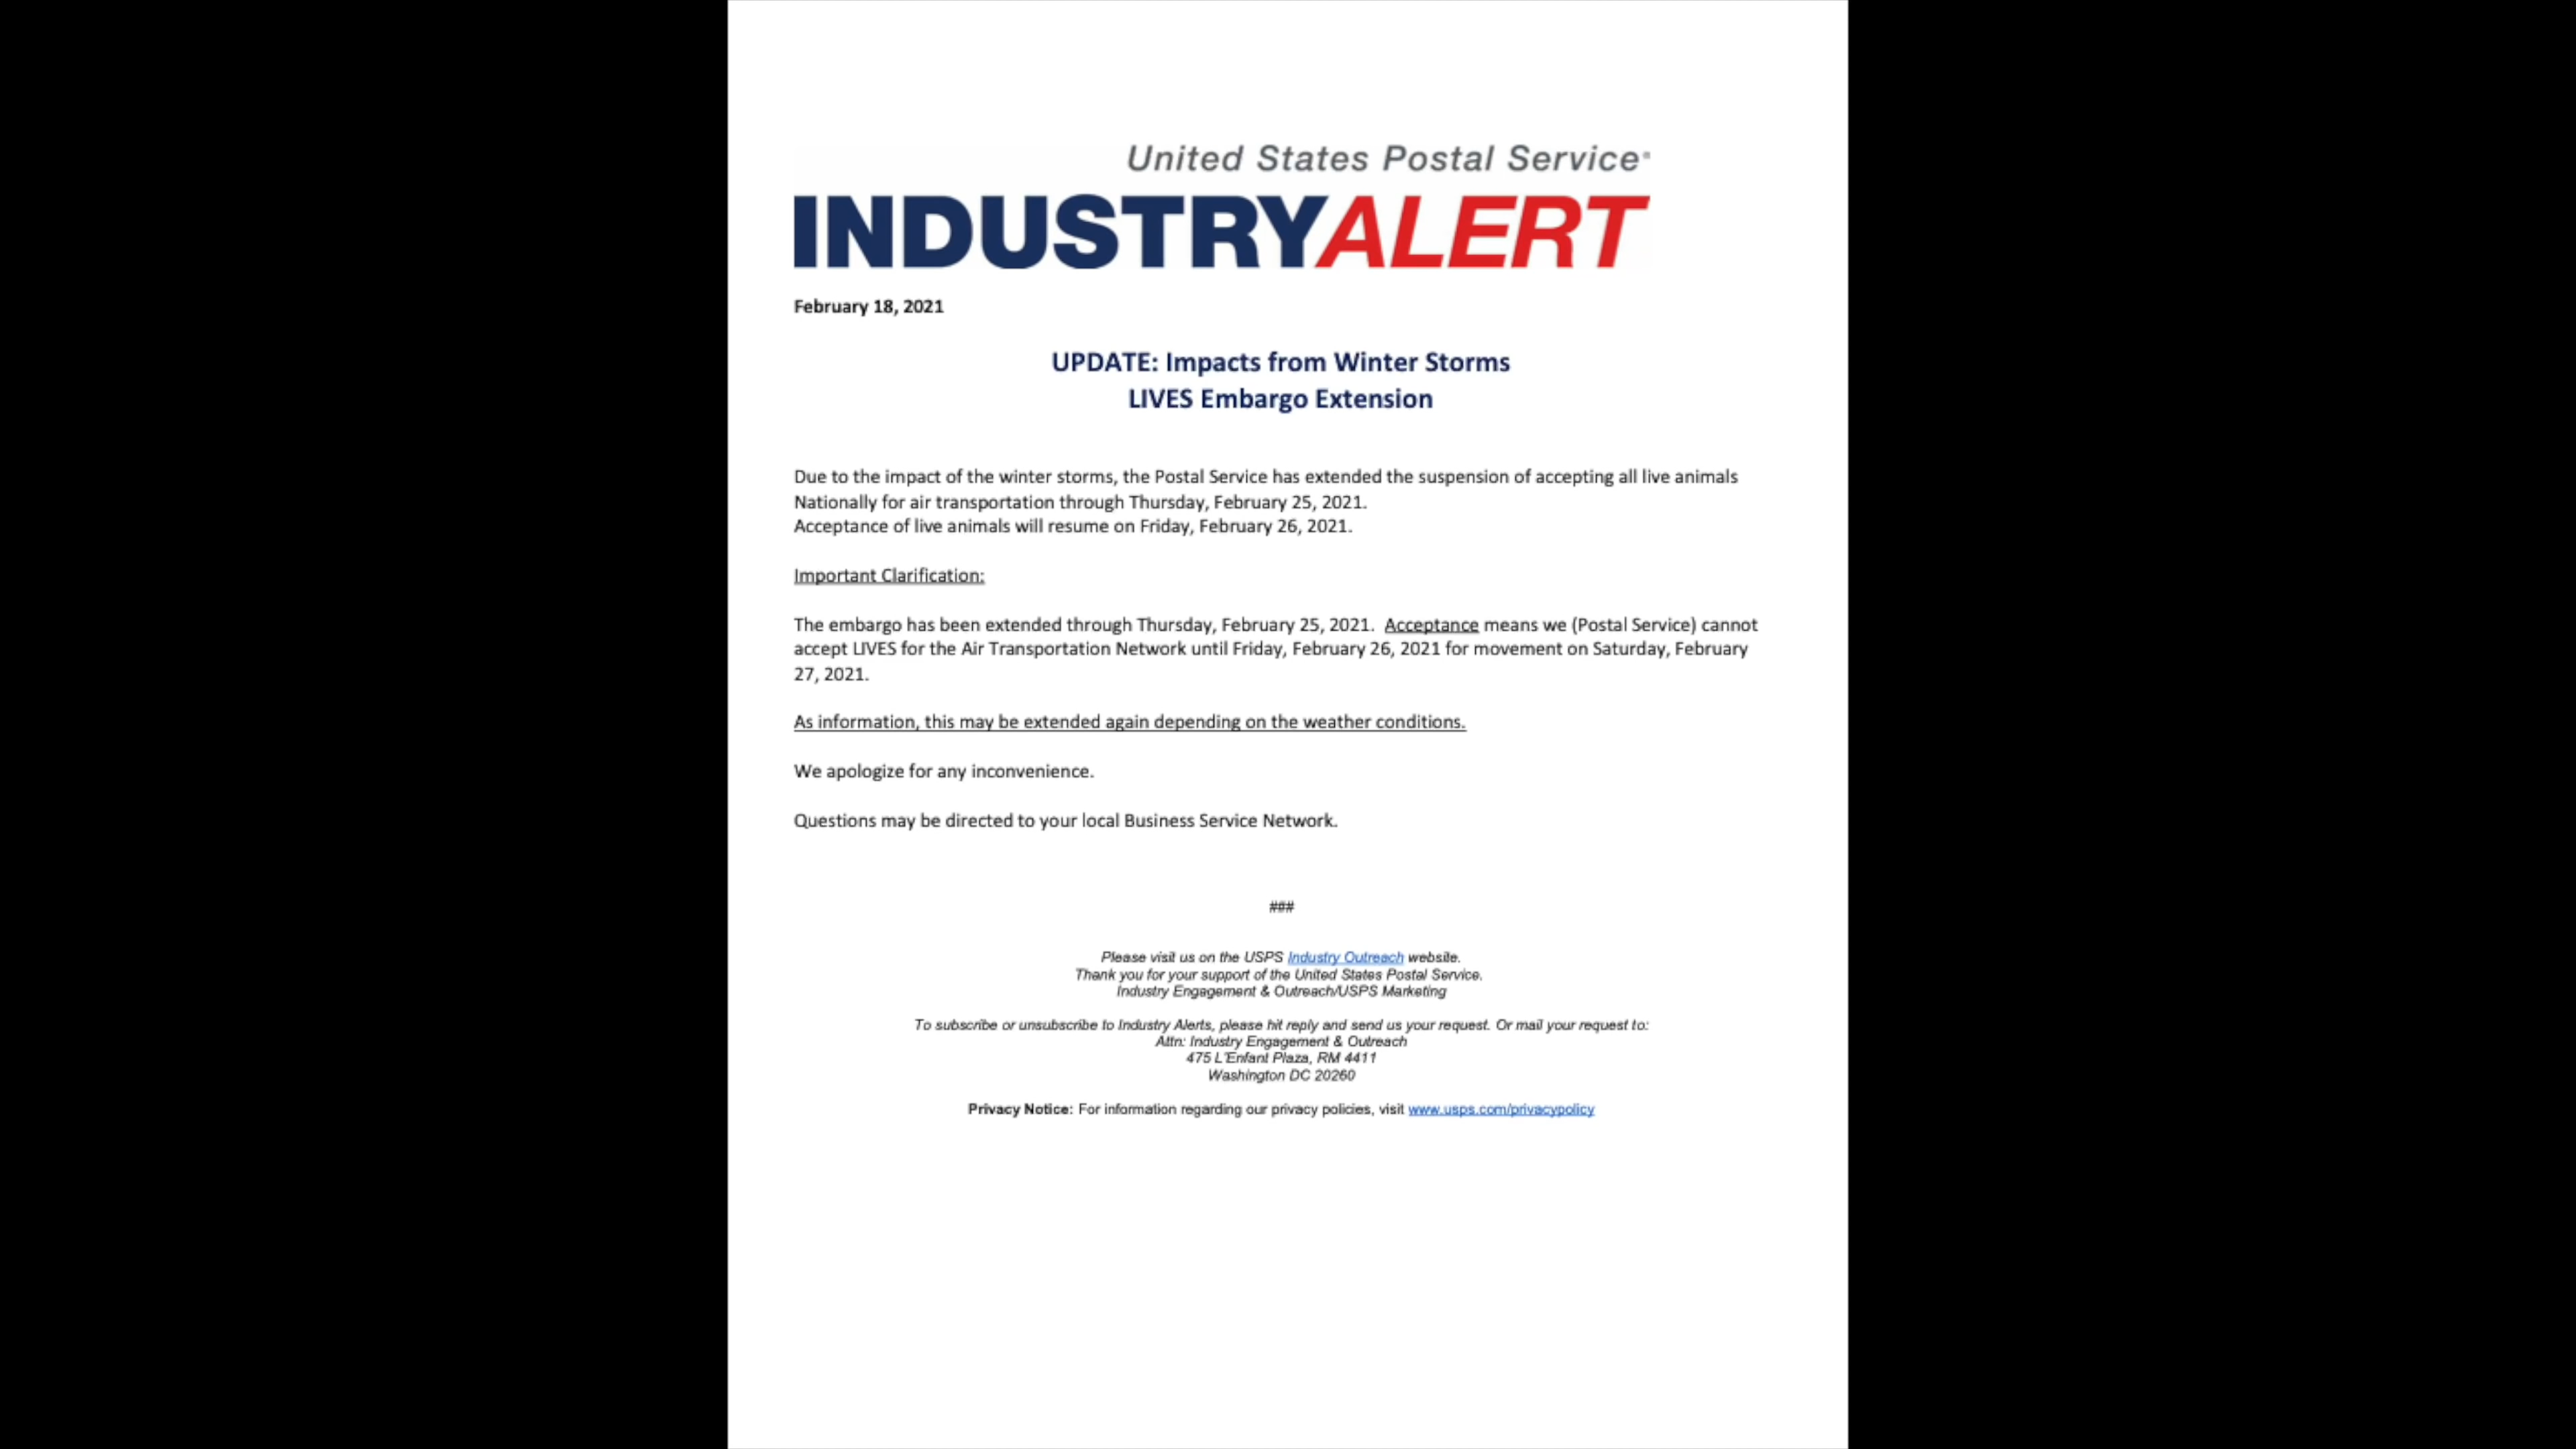 United States Postal Service
INDUSTRYALERT
February 18, 2021
UPDATE: Impacts from Winter Storms
LIVES Embargo Extension
Due to the impact of the winter storms, the Postal Service has extended the suspension of accepting all live animals
Nationally for air transportation through Thursday, February 25, 2021.
Acceptance of live animals will resume on Friday, February 26, 2021.
Important Clarification:
The embargo has been extended through Thursday, February 25, 2021.  Acceptance means we (Postal Service) cannot
accept LIVES for the Air Transportation Network until Friday, February 26, 2021 for movement on Saturday, February
27, 2021.
As information, this may be extended again depending on the weather conditions.
We apologize for any inconvenience.
Questions may be directed to your local Business Service Network.
###
Please visit us on the USPS Industry Outreach website.
Thank you for your support of the United States Postal Service.
Industry Engagement & Outreach/USPS Marketing
To subscribe or unsubscribe to Industry Alerts, please hit reply and send us your request. Or mail your request to:
Attn: Industry Engagement & Outreach
475 L'Enfant Plaza, RM 4411
Washington DC 20260
Privacy Notice: For information regarding our privacy policies, visit www.usps.com/privacypolicy